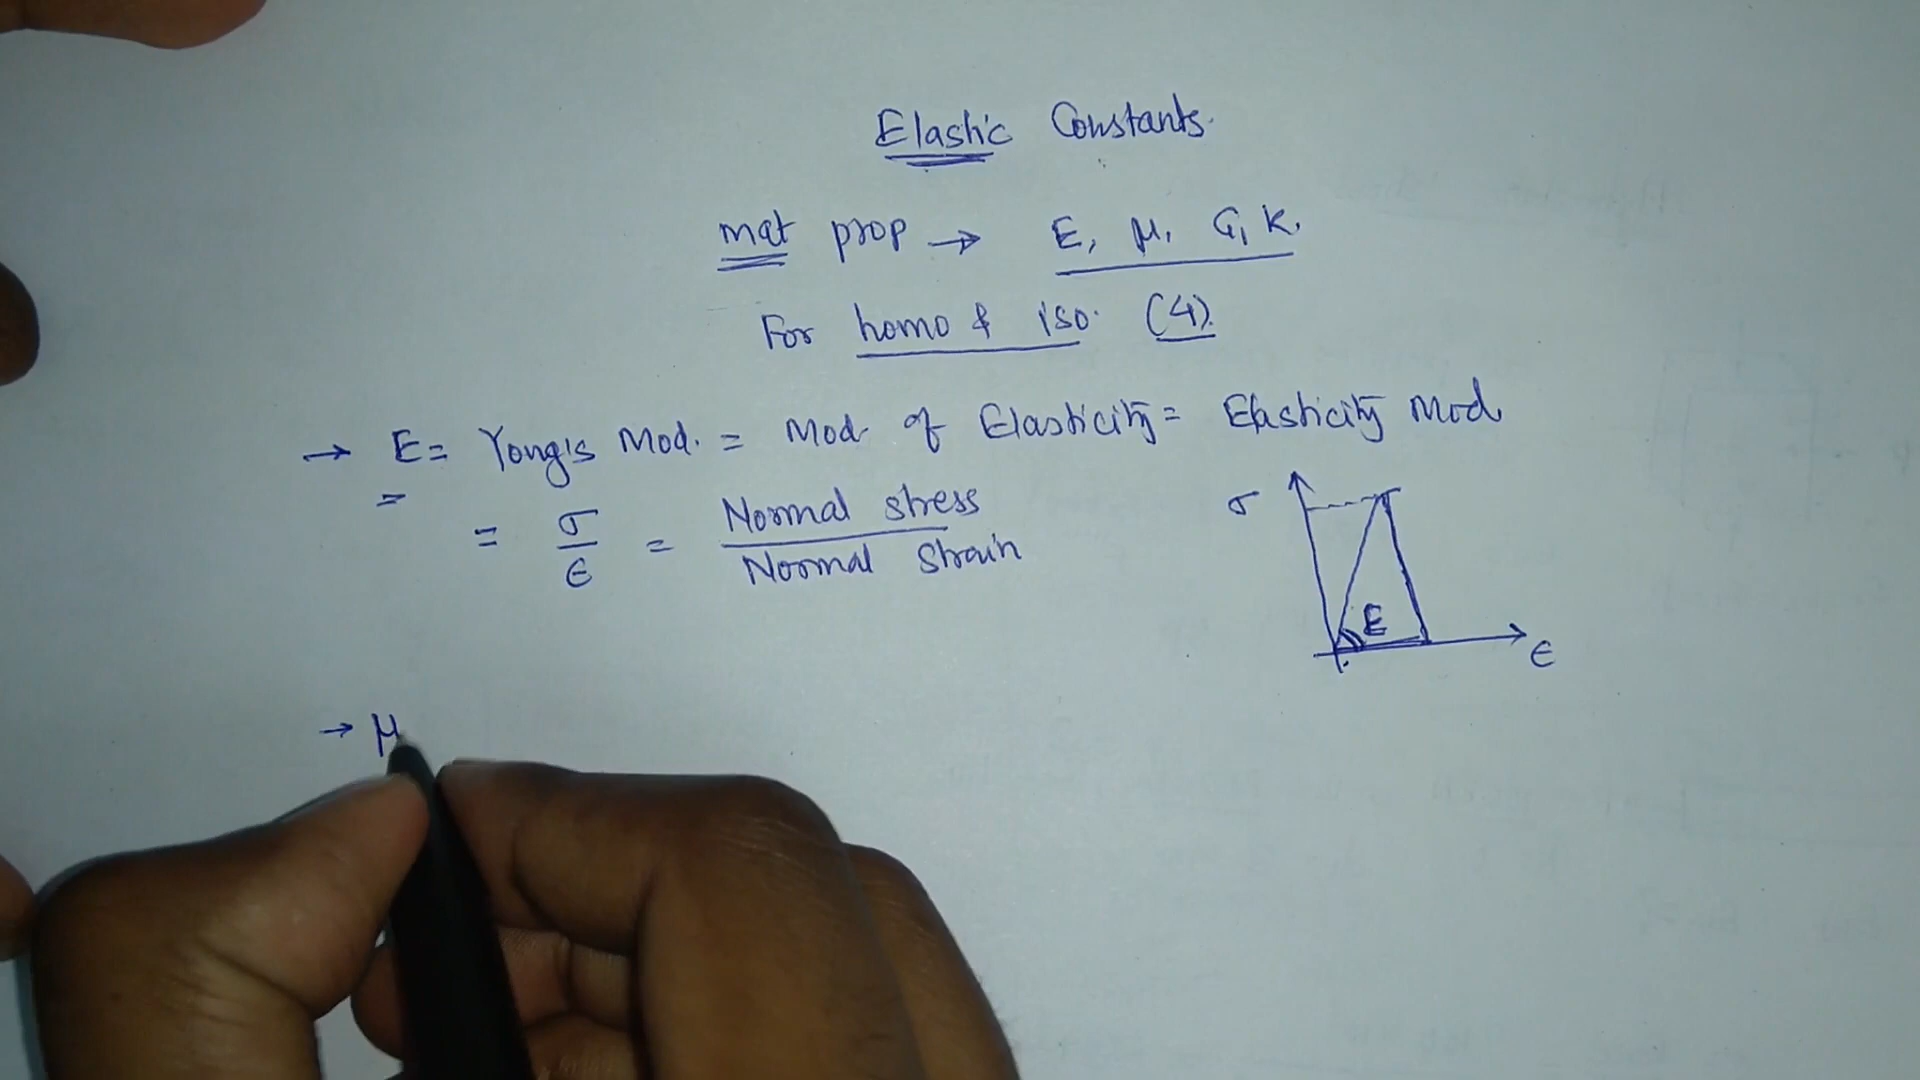 Elastic Constants.
mat prop → E, μ, G, K.
For homo & iso. (4).
→ E = Yong's Mod. = Mod of Elasticity = Elasticity Mod
=
= σ/ε = Normal stress/Normal Strain
σ
E
ε
→ μ